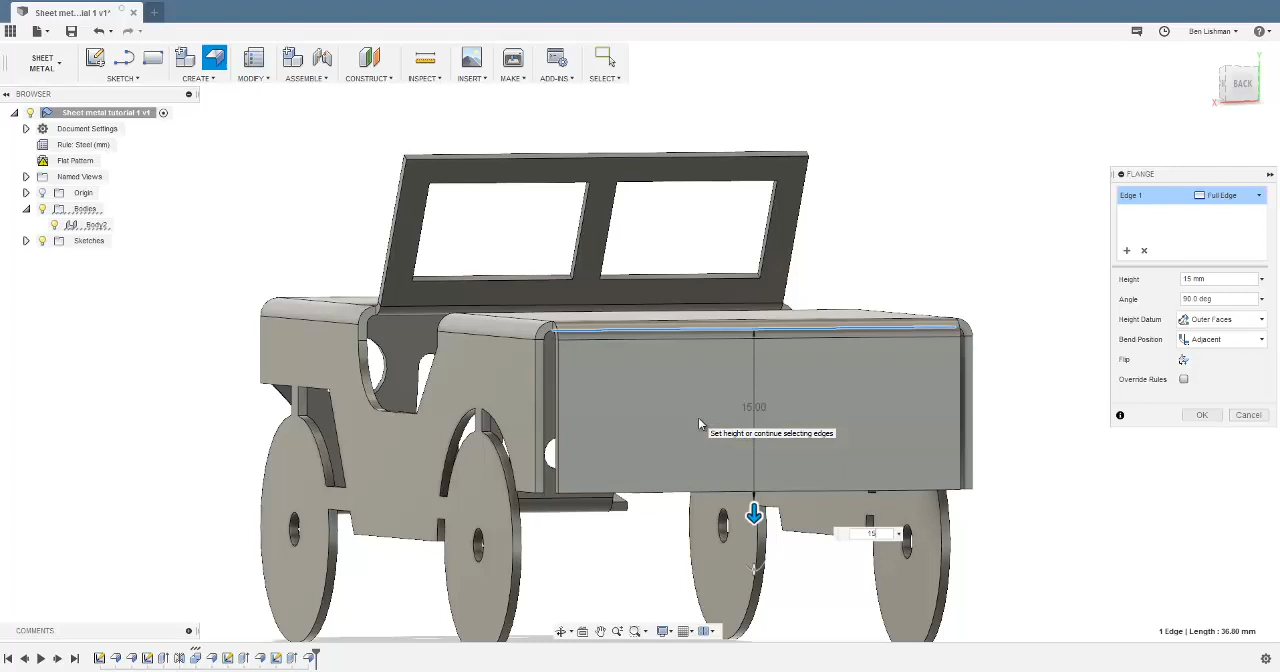 Sheet met...ial 1 v1*
Ben Lishman
SHEET
METAL
SKETCH
CREATE
MODIFY
ASSEMBLE
CONSTRUCT
INSPECT
INSERT
MAKE
ADD-INS
SELECT
Y
BACK
X
BROWSER
Sheet metal tutorial 1 v1
Document Settings
Rule: Steel (mm)
Flat Pattern
Named Views
Origin
Bodies
Body2
Sketches
FLANGE
Edge 1 Full Edge
Height 15 mm
Angle 90.0 deg
Height Datum Outer Faces
Bend Position Adjacent
Flip
Override Rules
OK Cancel
15.00
Set height or continue selecting edges
15
COMMENTS
1 Edge | Length : 36.80 mm